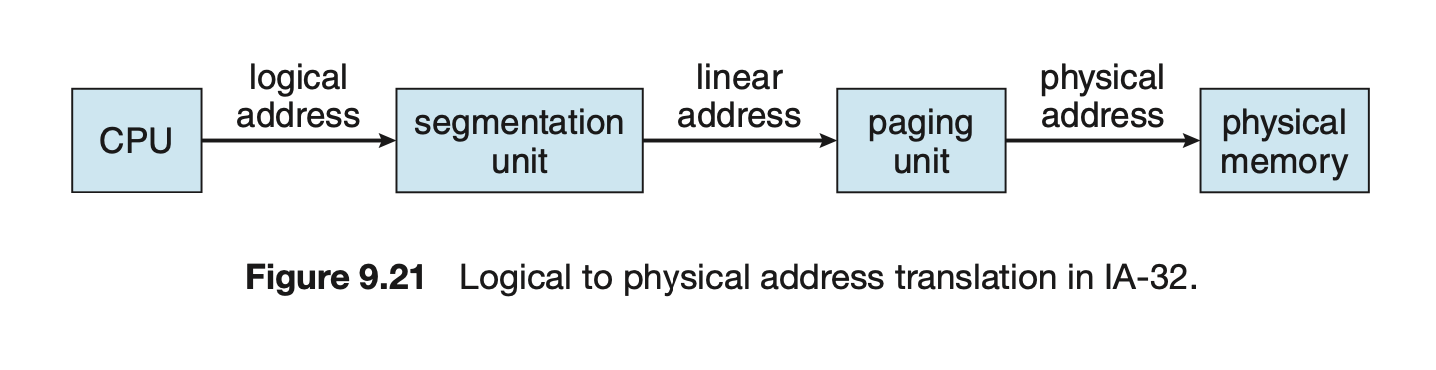 CPU
logical
address
segmentation
unit
linear
address
paging
unit
physical
address
physical
memory
Figure 9.21 Logical to physical address translation in IA-32.